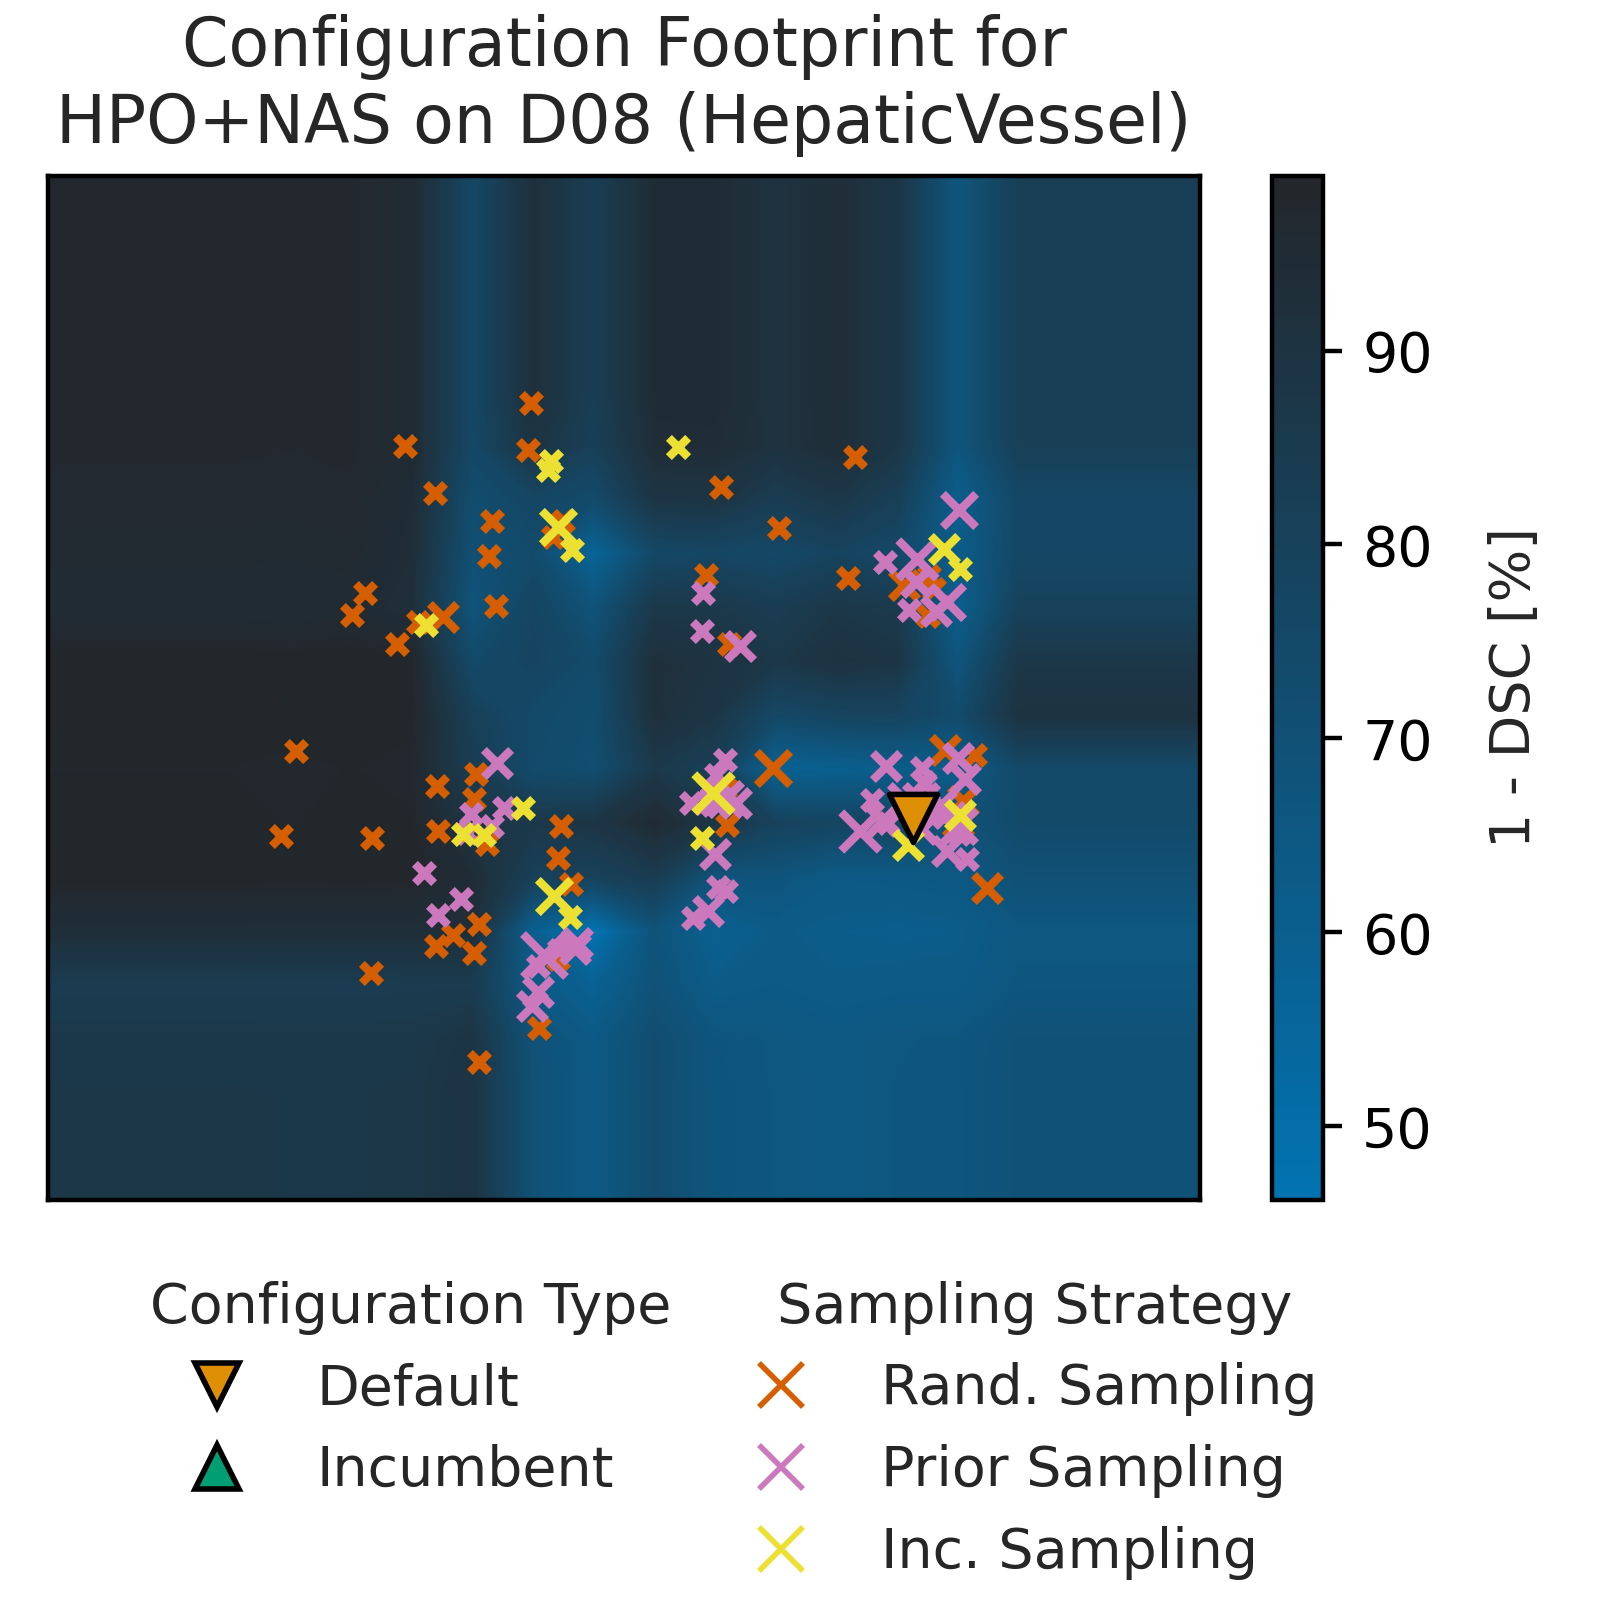 Configuration Footprint for
HPO+NAS on D08 (HepaticVessel)
90
80
70
60
50
1 - DSC [%]
Configuration Type
Default
Incumbent
Sampling Strategy
Rand. Sampling
Prior Sampling
Inc. Sampling